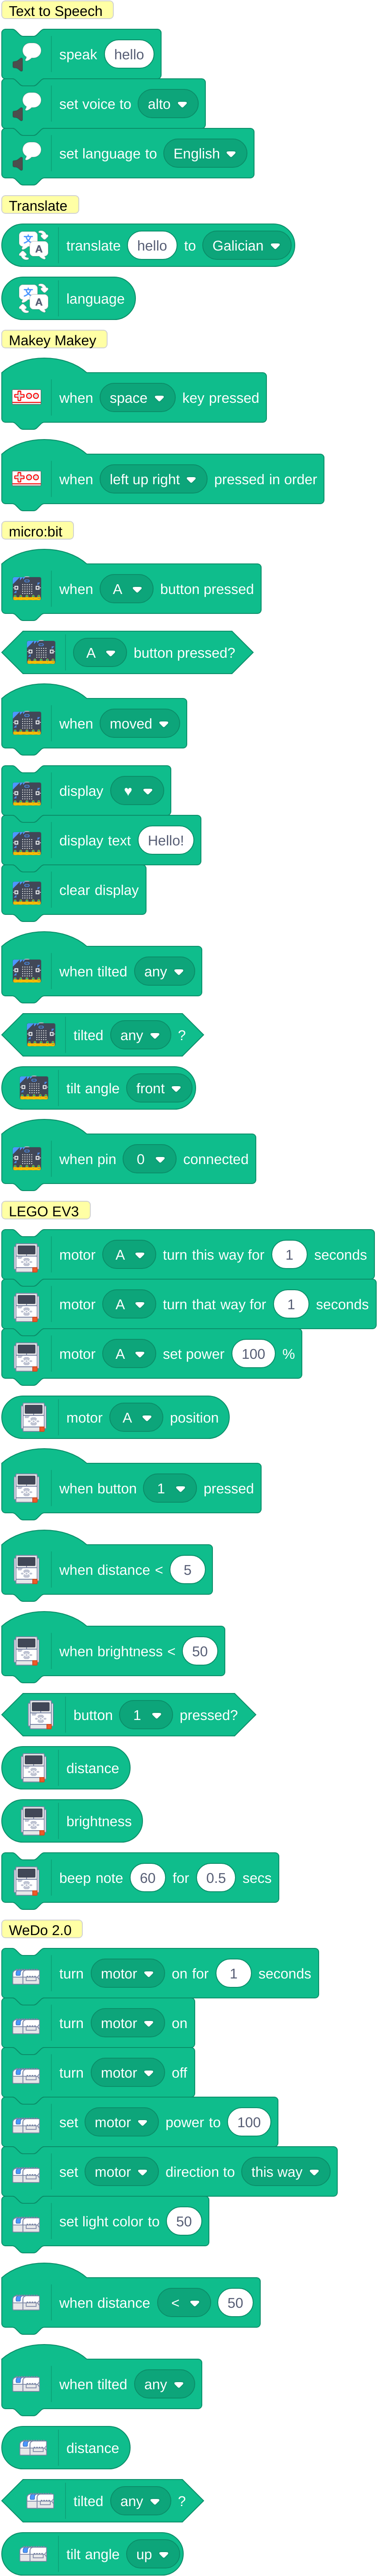 Text to Speech
speak hello
set voice to alto
set language to English
Translate
translate hello to Galician
language
Makey Makey
when space key pressed
when left up right pressed in order
micro:bit
when A button pressed
A button pressed?
when moved
display ♥
display text Hello!
clear display
when tilted any
tilted any ?
tilt angle front
when pin 0 connected
LEGO EV3
motor A turn this way for 1 seconds
motor A turn that way for 1 seconds
motor A set power 100 %
motor A position
when button 1 pressed
when distance < 5
when brightness < 50
button 1 pressed?
distance
brightness
beep note 60 for 0.5 secs
WeDo 2.0
turn motor on for 1 seconds
turn motor on
turn motor off
set motor power to 100
set motor direction to this way
set light color to 50
when distance < 50
when tilted any
distance
tilted any ?
tilt angle up